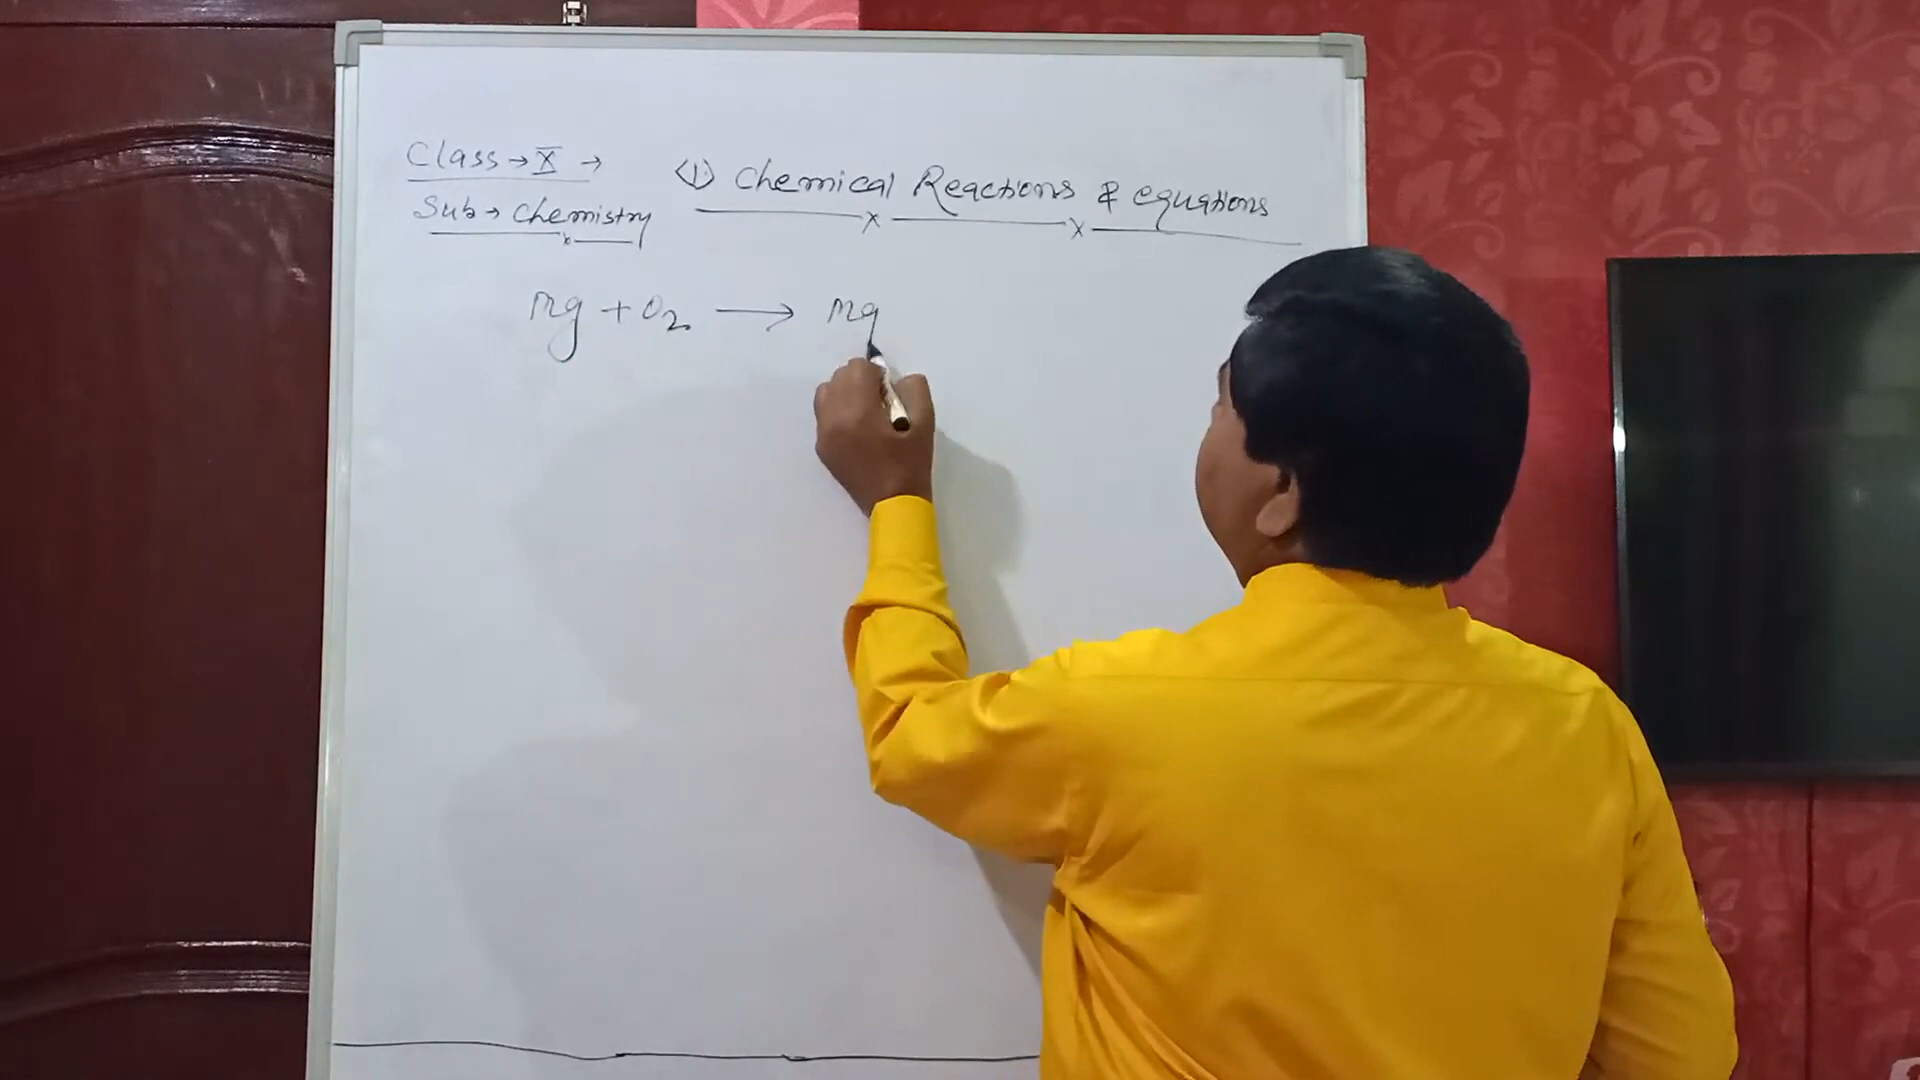 Class → X →
Sub → Chemistry
(1) Chemical Reactions & equations
Mg + O₂ → Mg